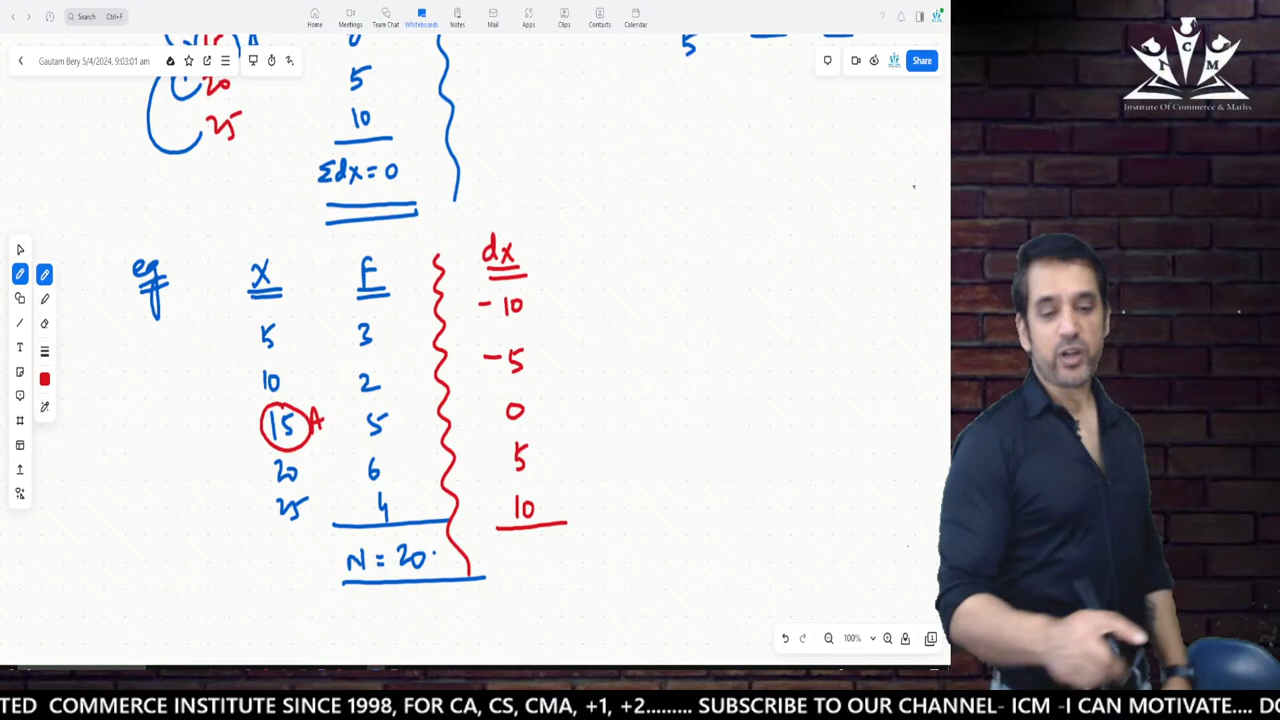 Search Ctrl+F
Home Meetings Team Chat Whiteboards Notes Mail Apps Clips Contacts Calendar
Gautam Bery 5/4/2024, 9:03:01 am
Share
Institute Of Commerce & Maths
15 A
20 5
25 10
Σdx = 0
5
eg X F dx
5 3 -10
10 2 -5
15 A 5 0
20 6 5
25 4 10
N = 20
100%
TED COMMERCE INSTITUTE SINCE 1998, FOR CA, CS, CMA, +1, +2......... SUBSCRIBE TO OUR CHANNEL- ICM -I CAN MOTIVATE.... DO